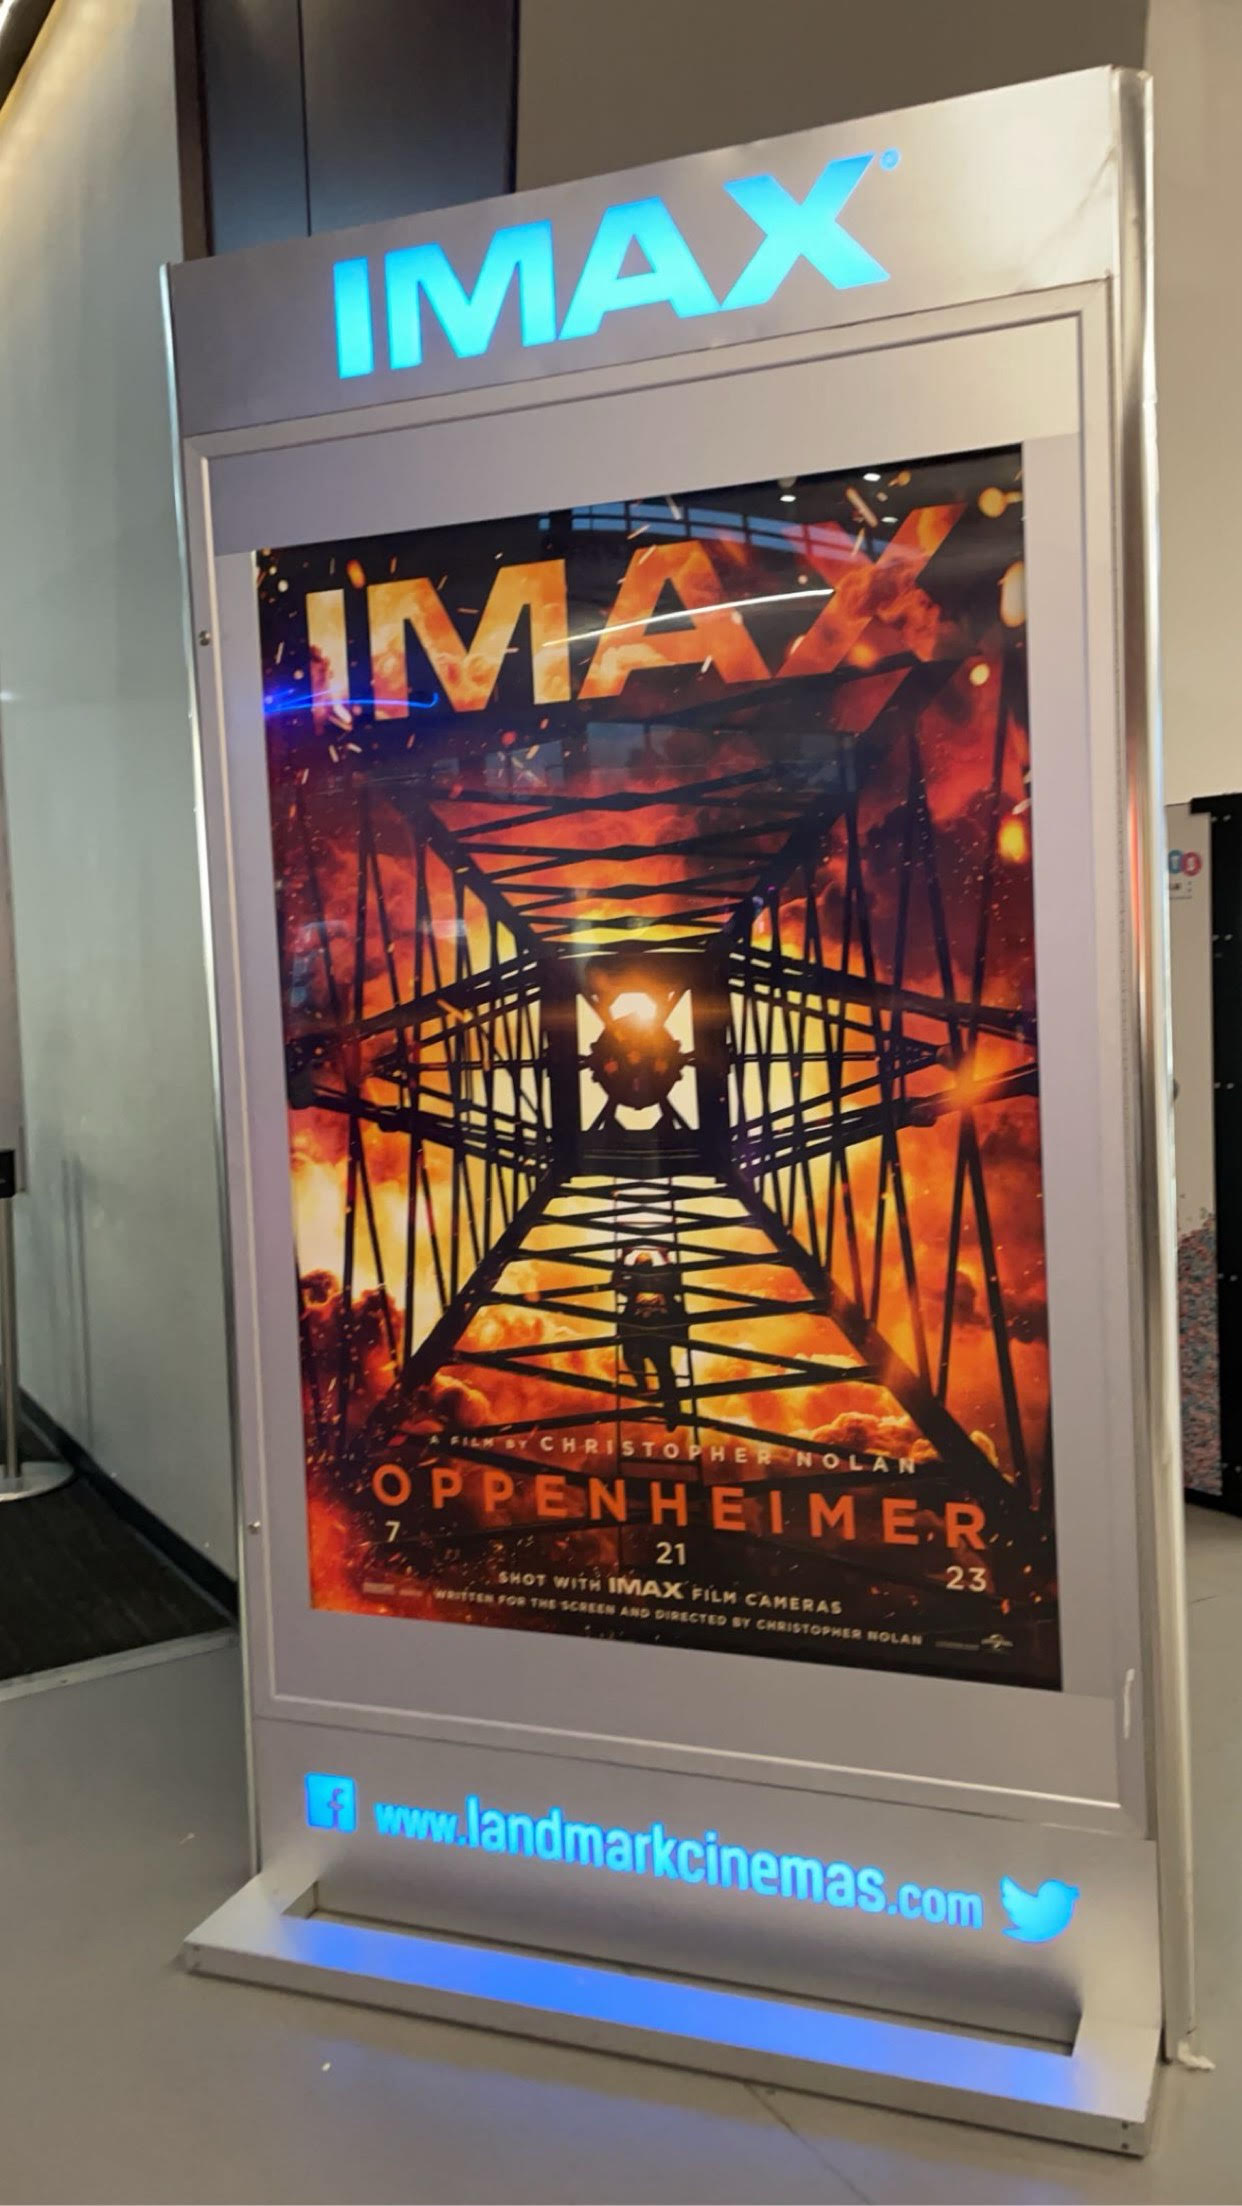 IMAX
IMAX
A FILM BY CHRISTOPHER NOLAN
OPPENHEIMER
7 21 23
SHOT WITH IMAX FILM CAMERAS
WRITTEN FOR THE SCREEN AND DIRECTED BY CHRISTOPHER NOLAN
www.landmarkcinemas.com